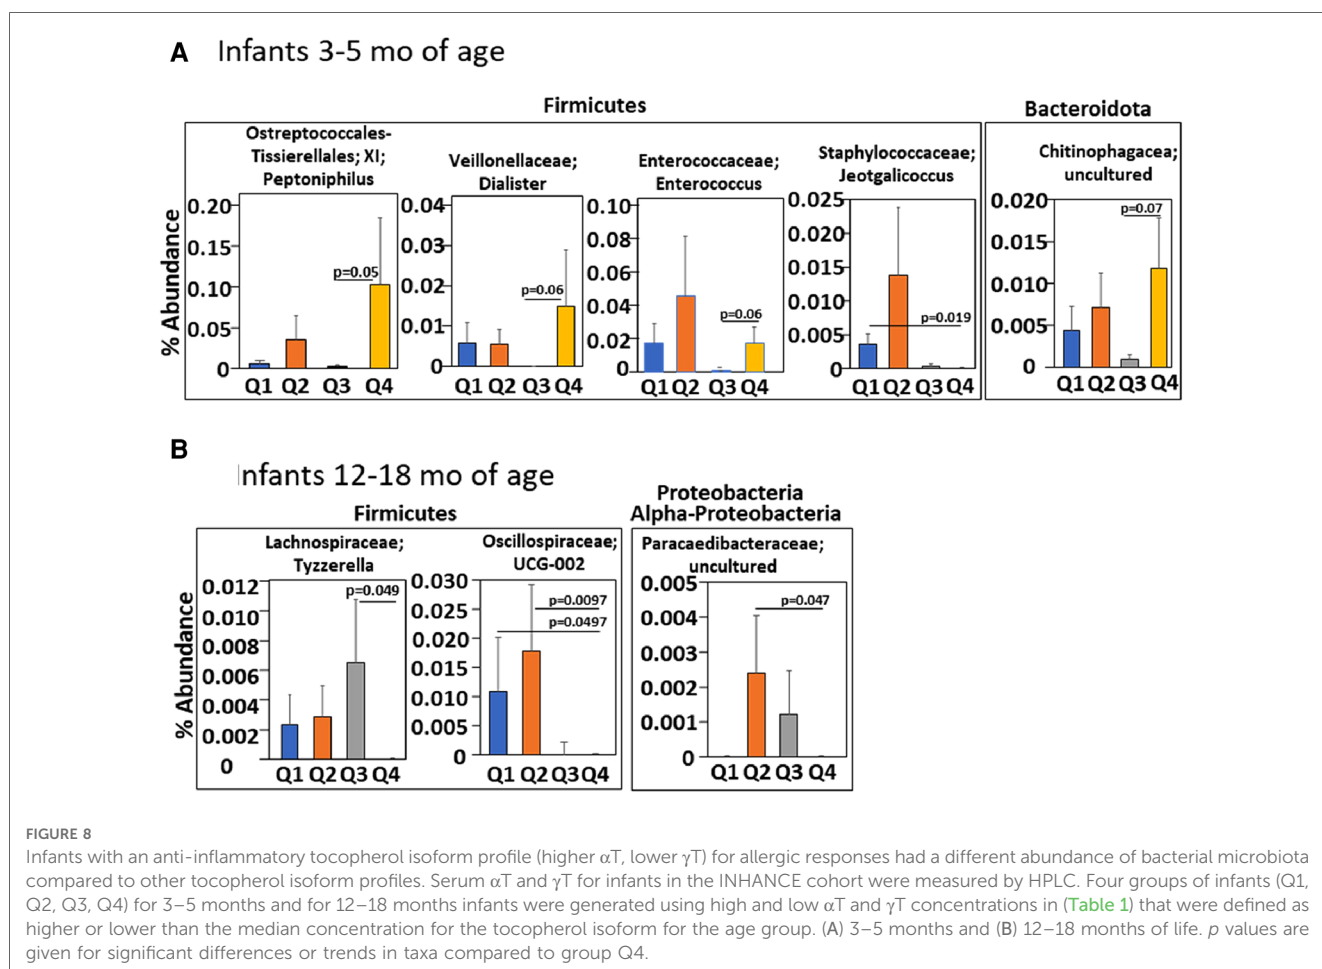 A Infants 3-5 mo of age
Firmicutes
Bacteroidota
Ostreptococcales-
Tissierellales; XI;
Peptoniphilus
Veillonellaceae;
Dialister
Enterococcaceae;
Enterococcus
Staphylococcaceae;
Jeotgalicoccus
Chitinophagacea;
uncultured
% Abundance
0.20
0.15
0.10
0.05
0
p=0.05
Q1 Q2 Q3 Q4
0.04
0.03
0.02
0.01
0
p=0.06
Q1 Q2 Q3 Q4
0.10
0.08
0.06
0.04
0.02
0
p=0.06
Q1 Q2 Q3 Q4
0.025
0.020
0.015
0.010
0.005
0
p=0.019
Q1 Q2 Q3 Q4
0.020
0.015
0.010
0.005
0
p=0.07
Q1 Q2 Q3 Q4
B
Infants 12-18 mo of age
Firmicutes
Proteobacteria
Alpha-Proteobacteria
Lachnospiraceae;
Tyzzerella
Oscillospiraceae;
UCG-002
Paracaedibacteraceae;
uncultured
% Abundance
0.012
0.010
0.008
0.006
0.004
0.002
0
p=0.049
Q1 Q2 Q3 Q4
0.030
0.025
0.020
0.015
0.010
0.005
0
p=0.0097
p=0.0497
Q1 Q2 Q3 Q4
0.005
0.004
0.003
0.002
0.001
0
p=0.047
Q1 Q2 Q3 Q4
FIGURE 8
Infants with an anti-inflammatory tocopherol isoform profile (higher αT, lower γT) for allergic responses had a different abundance of bacterial microbiota
compared to other tocopherol isoform profiles. Serum αT and γT for infants in the INHANCE cohort were measured by HPLC. Four groups of infants (Q1,
Q2, Q3, Q4) for 3–5 months and for 12–18 months infants were generated using high and low αT and γT concentrations in (Table 1) that were defined as
higher or lower than the median concentration for the tocopherol isoform for the age group. (A) 3–5 months and (B) 12–18 months of life. p values are
given for significant differences or trends in taxa compared to group Q4.